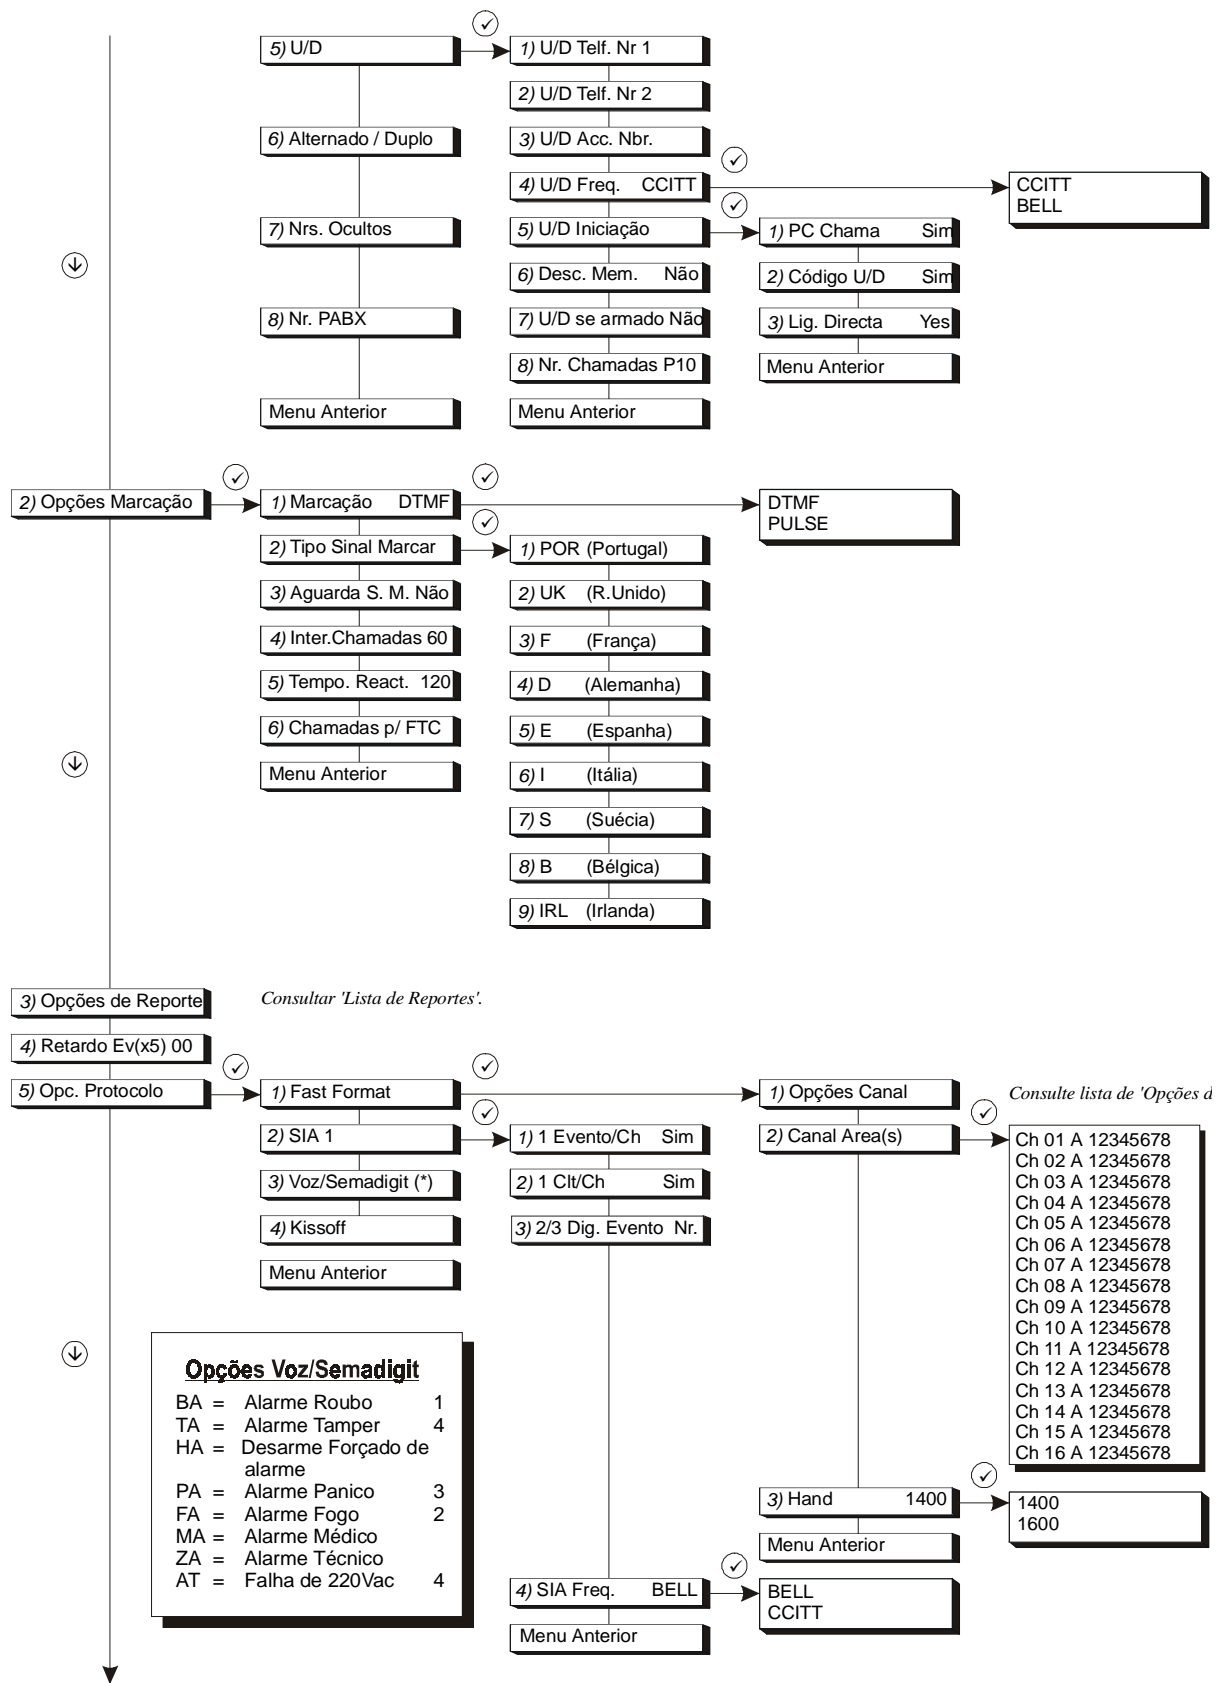 5) U/D
1) U/D Telf. Nr 1
2) U/D Telf. Nr 2
6) Alternado / Duplo
3) U/D Acc. Nbr.
4) U/D Freq. CCITT
CCITT
BELL
7) Nrs. Ocultos
5) U/D Iniciação
1) PC Chama Sim
6) Desc. Mem. Não
2) Código U/D Sim
8) Nr. PABX
7) U/D se armado Não
3) Lig. Directa Yes
8) Nr. Chamadas P10
Menu Anterior
Menu Anterior
Menu Anterior
2) Opções Marcação
1) Marcação DTMF
DTMF
PULSE
2) Tipo Sinal Marcar
1) POR (Portugal)
3) Aguarda S. M. Não
2) UK (R.Unido)
4) Inter.Chamadas 60
3) F (França)
5) Tempo. React. 120
4) D (Alemanha)
6) Chamadas p/ FTC
5) E (Espanha)
Menu Anterior
6) I (Itália)
7) S (Suécia)
8) B (Bélgica)
9) IRL (Irlanda)
3) Opções de Reporte
Consultar 'Lista de Reportes'.
4) Retardo Ev(x5) 00
5) Opc. Protocolo
1) Fast Format
1) Opções Canal
Consulte lista de 'Opções d
2) SIA 1
1) 1 Evento/Ch Sim
2) Canal Area(s)
3) Voz/Semadigit (*)
2) 1 Clt/Ch Sim
4) Kissoff
3) 2/3 Dig. Evento Nr.
Menu Anterior
Ch 01 A 12345678
Ch 02 A 12345678
Ch 03 A 12345678
Ch 04 A 12345678
Ch 05 A 12345678
Ch 06 A 12345678
Ch 07 A 12345678
Ch 08 A 12345678
Ch 09 A 12345678
Ch 10 A 12345678
Ch 11 A 12345678
Ch 12 A 12345678
Ch 13 A 12345678
Ch 14 A 12345678
Ch 15 A 12345678
Ch 16 A 12345678
Opções Voz/Semadigit
BA = Alarme Roubo 1
TA = Alarme Tamper 4
HA = Desarme Forçado de
alarme
PA = Alarme Panico 3
FA = Alarme Fogo 2
MA = Alarme Médico
ZA = Alarme Técnico
AT = Falha de 220Vac 4
3) Hand 1400
1400
1600
Menu Anterior
4) SIA Freq. BELL
BELL
CCITT
Menu Anterior